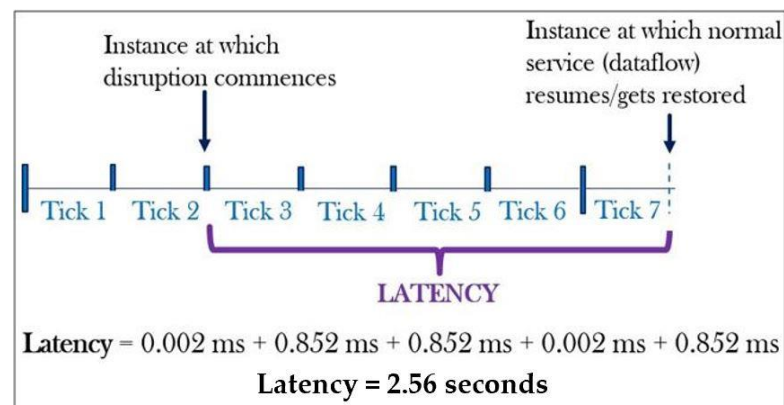 Instance at which
disruption commences
Instance at which normal
service (dataflow)
resumes/gets restored
Tick 1 Tick 2 Tick 3 Tick 4 Tick 5 Tick 6 Tick 7
LATENCY
Latency = 0.002 ms + 0.852 ms + 0.852 ms + 0.002 ms + 0.852 ms
Latency = 2.56 seconds